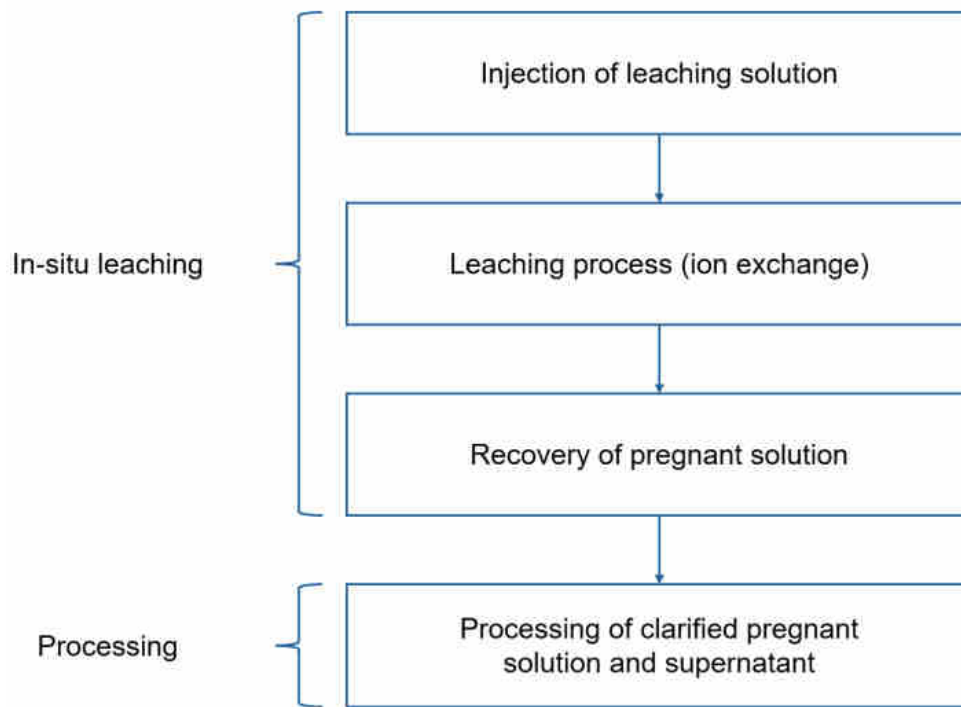 Injection of leaching solution
In-situ leaching
Leaching process (ion exchange)
Recovery of pregnant solution
Processing
Processing of clarified pregnant
solution and supernatant